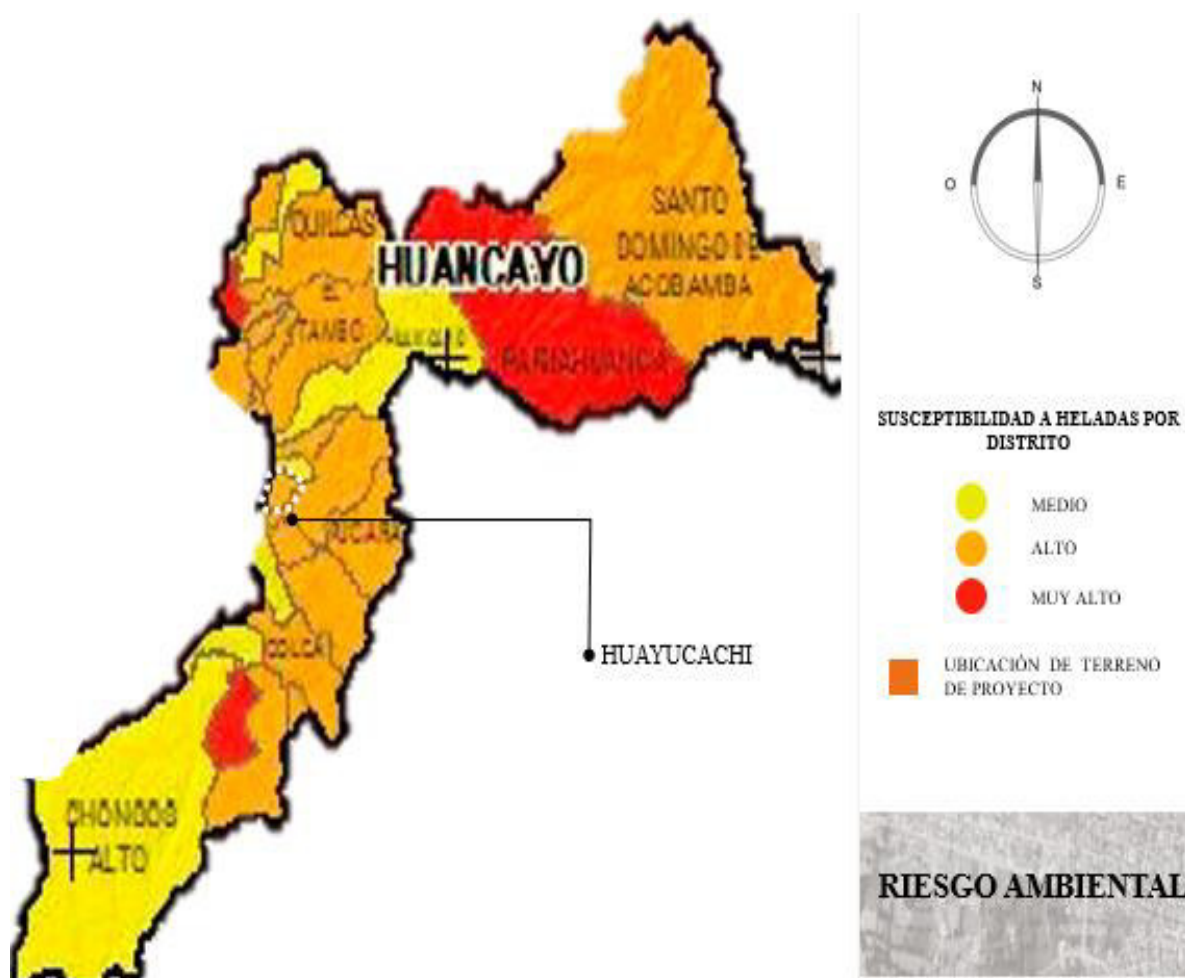 N
O
E
S
QUILCAS
SANTO
DOMINGO DE
ACOBAMBA
HUANCAYO
EL
TAMBO
PARIAHUANCA
PUCARA
COLCA
HUAYUCACHI
CHONGOS
ALTO
SUSCEPTIBILIDAD A HELADAS POR
DISTRITO
MEDIO
ALTO
MUY ALTO
UBICACIÓN DE TERRENO
DE PROYECTO
RIESGO AMBIENTAL